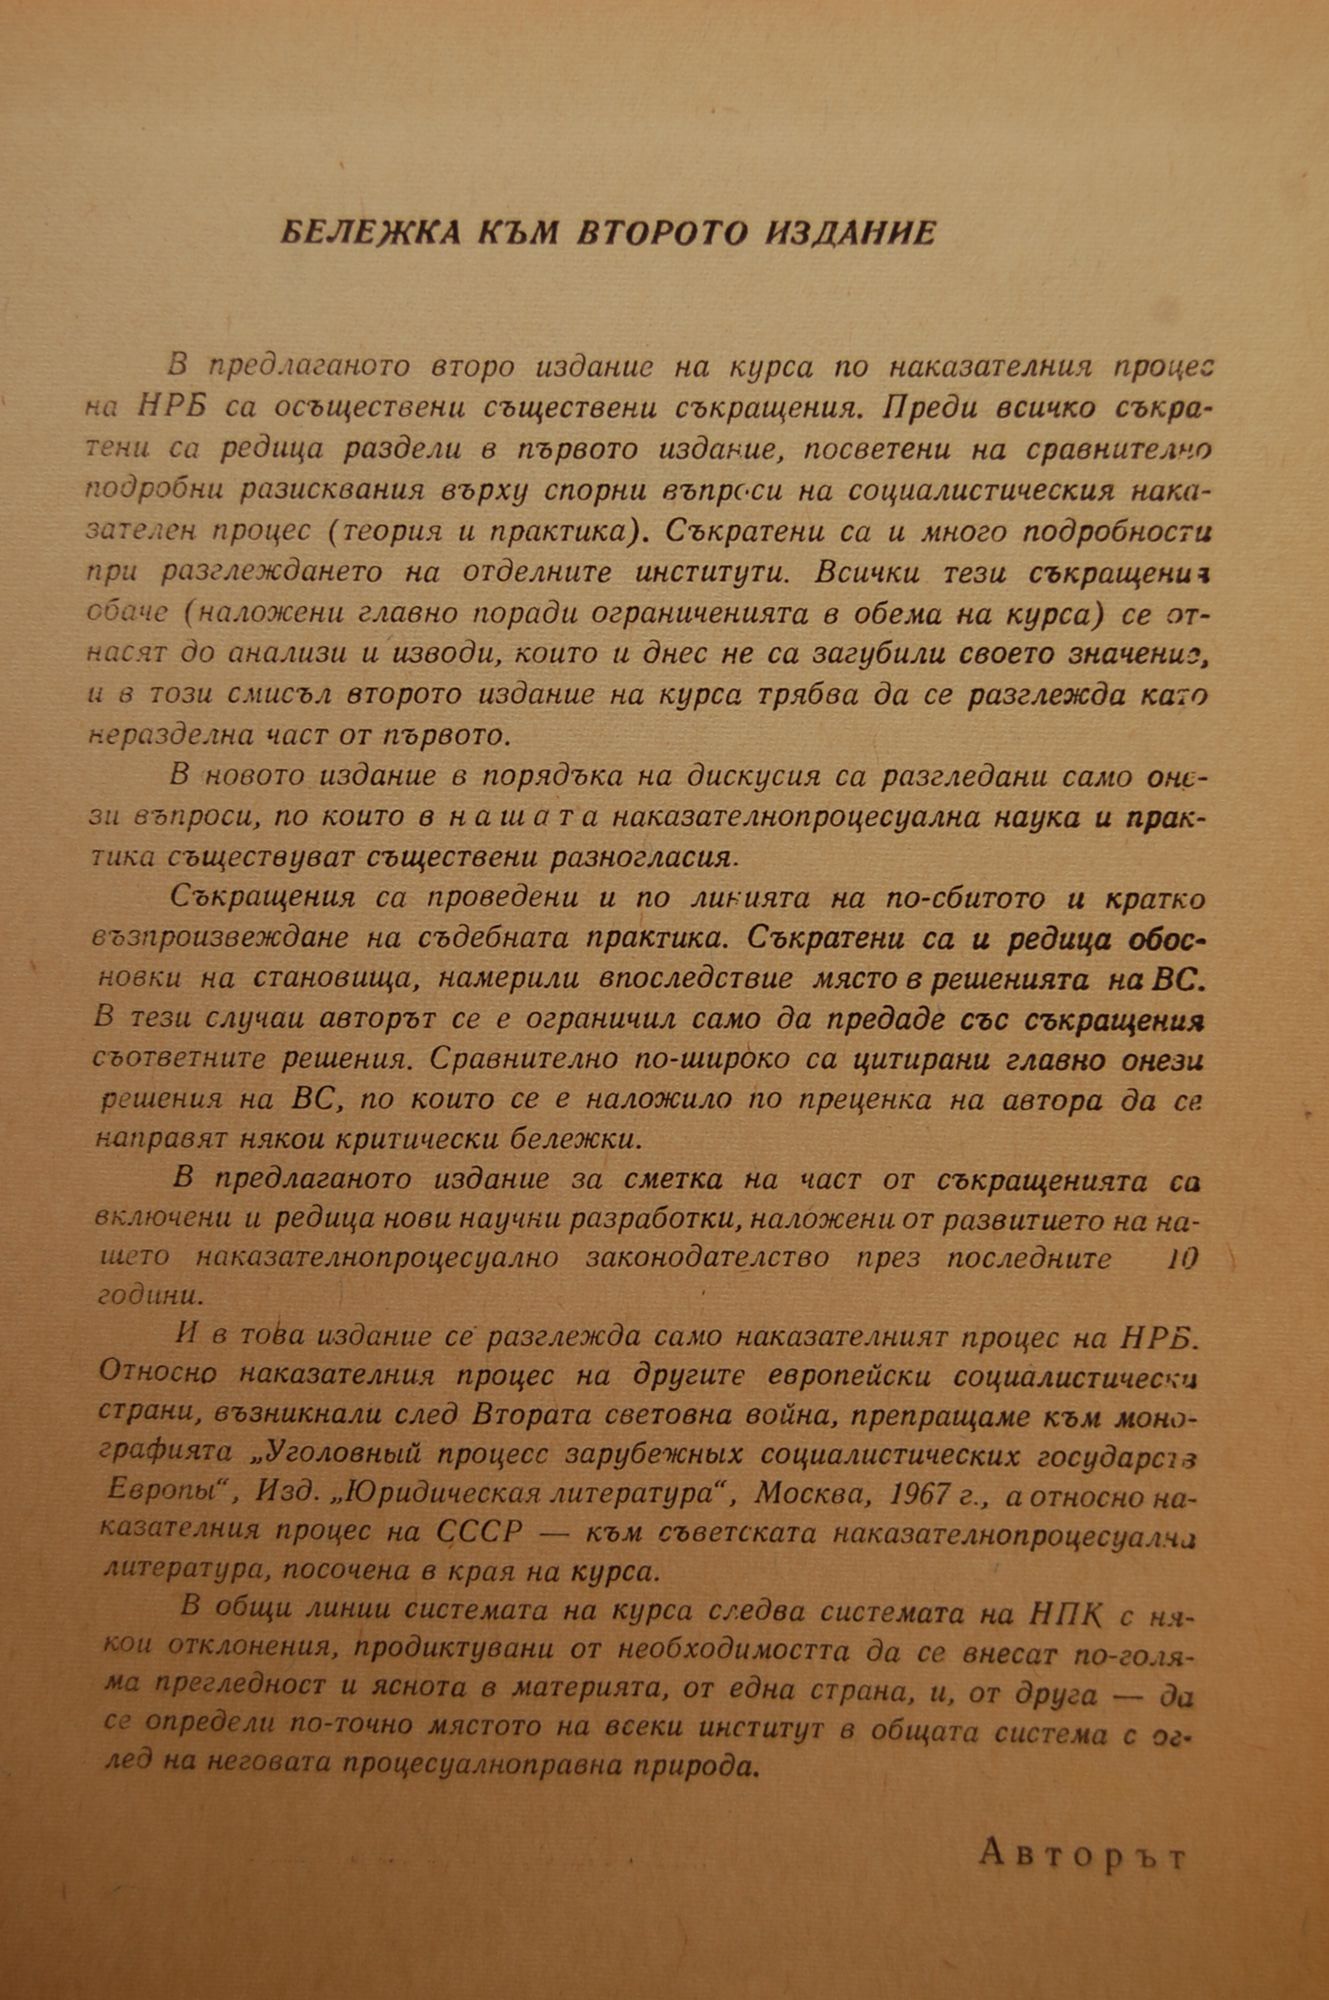 БЕЛЕЖКА КЪМ ВТОРОТО ИЗДАНИЕ
В предлаганото второ издание на курса по наказателния процес
на НРБ са осъществени съществени съкращения. Преди всичко съкра-
тени са редица раздели в първото издание, посветени на сравнително
подробни разисквания върху спорни въпроси на социалистическия нака-
зателен процес (теория и практика). Съкратени са и много подробности
при разглеждането на отделните институти. Всички тези съкращения
обаче (наложени главно поради ограниченията в обема на курса) се от-
насят до анализи и изводи, които и днес не са загубили своето значение,
и в този смисъл второто издание на курса трябва да се разглежда като
неразделна част от първото.
В новото издание в порядъка на дискусия са разгледани само оне-
зи въпроси, по които в нашата наказателнопроцесуална наука и прак-
тика съществуват съществени разногласия.
Съкращения са проведени и по линията на по-сбитото и кратко
възпроизвеждане на съдебната практика. Съкратени са и редица обос-
новки на становища, намерили впоследствие място в решенията на ВС.
В тези случаи авторът се е ограничил само да предаде със съкращения
съответните решения. Сравнително по-широко са цитирани главно онези
решения на ВС, по които се е наложило по преценка на автора да се
направят някои критически бележки.
В предлаганото издание за сметка на част от съкращенията са
включени и редица нови научни разработки, наложени от развитието на на-
шето наказателнопроцесуално законодателство през последните 10
години.
И в това издание се разглежда само наказателният процес на НРБ.
Относно наказателния процес на другите европейски социалистически
страни, възникнали след Втората световна война, препращаме към моно-
графията „Уголовный процесс зарубежных социалистических государств
Европы“, Изд. „Юридическая литература“, Москва, 1967 г., а относно на-
казателния процес на СССР — към съветската наказателнопроцесуална
литература, посочена в края на курса.
В общи линии системата на курса следва системата на НПК с ня-
кои отклонения, продиктувани от необходимостта да се внесат по-голя-
ма прегледност и яснота в материята, от една страна, и, от друга — да
се определи по-точно мястото на всеки институт в общата система с ог-
лед на неговата процесуалноправна природа.
Авторът